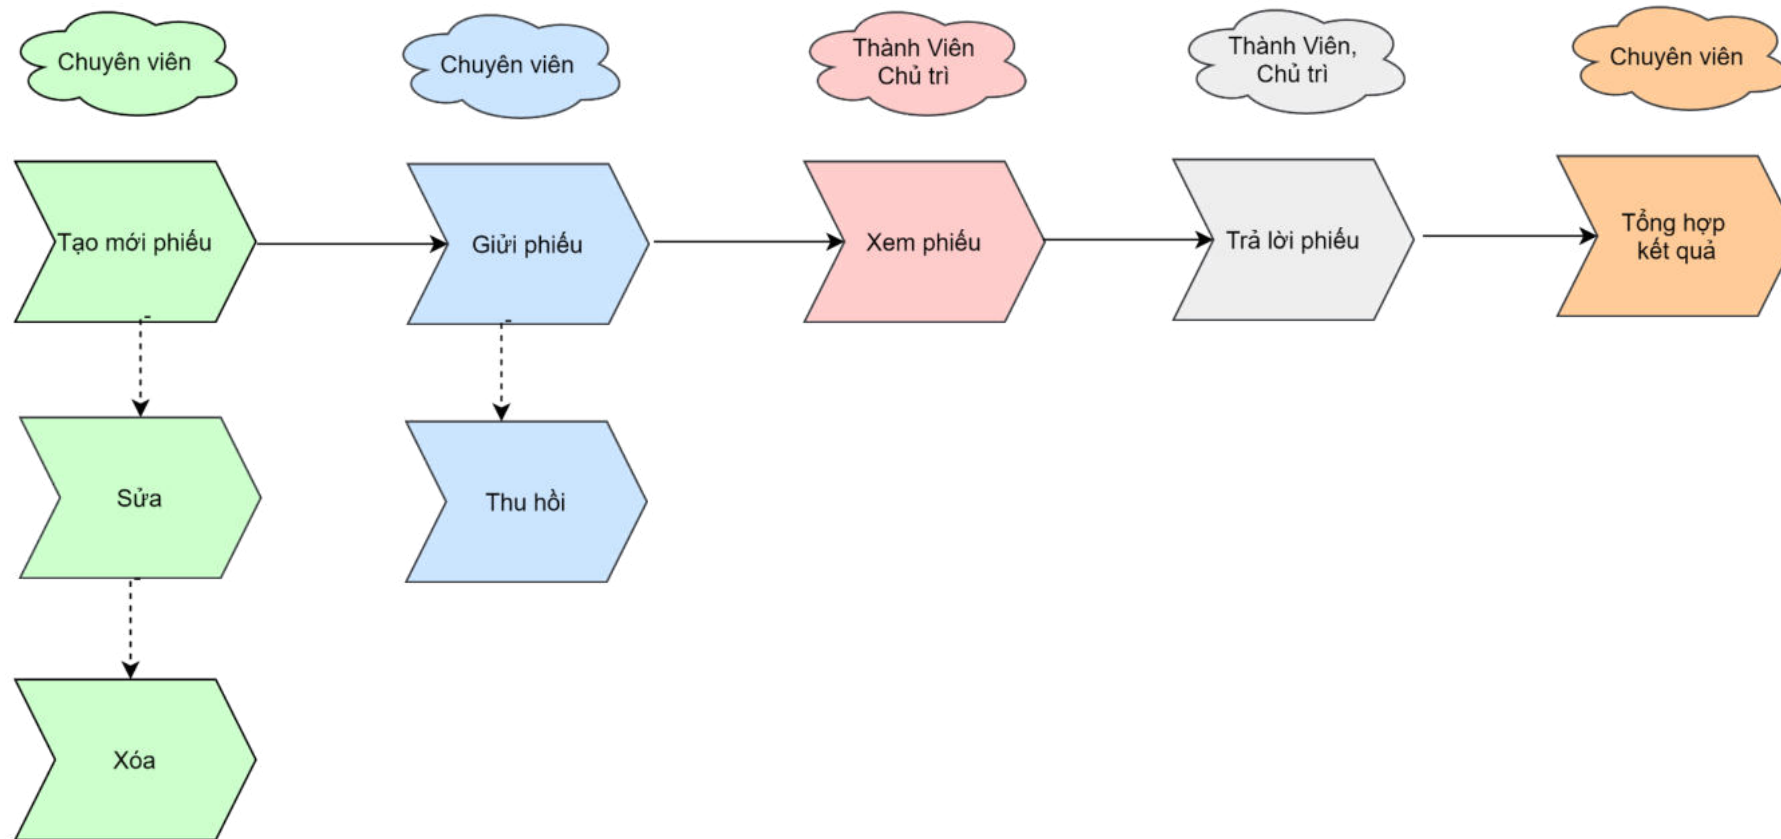 Chuyên viên
Chuyên viên
Thành Viên
Chủ trì
Thành Viên,
Chủ trì
Chuyên viên
Tạo mới phiếu
Giửi phiếu
Xem phiếu
Trả lời phiếu
Tổng hợp
kết quả
Sửa
Thu hồi
Xóa